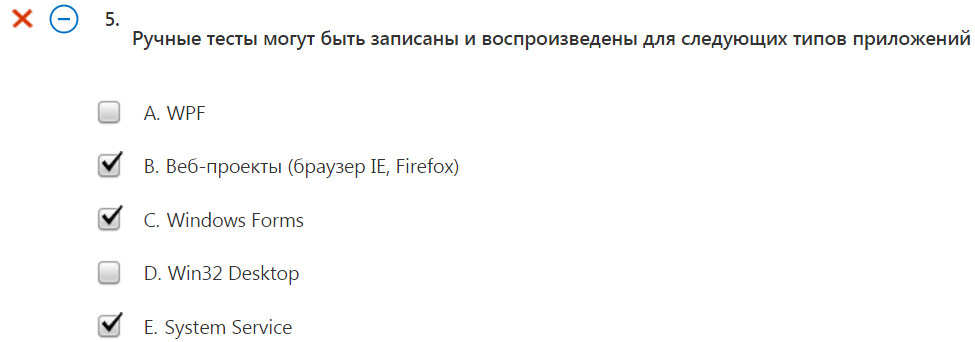 5.
Ручные тесты могут быть записаны и воспроизведены для следующих типов приложений
A. WPF
B. Веб-проекты (браузер IE, Firefox)
C. Windows Forms
D. Win32 Desktop
E. System Service